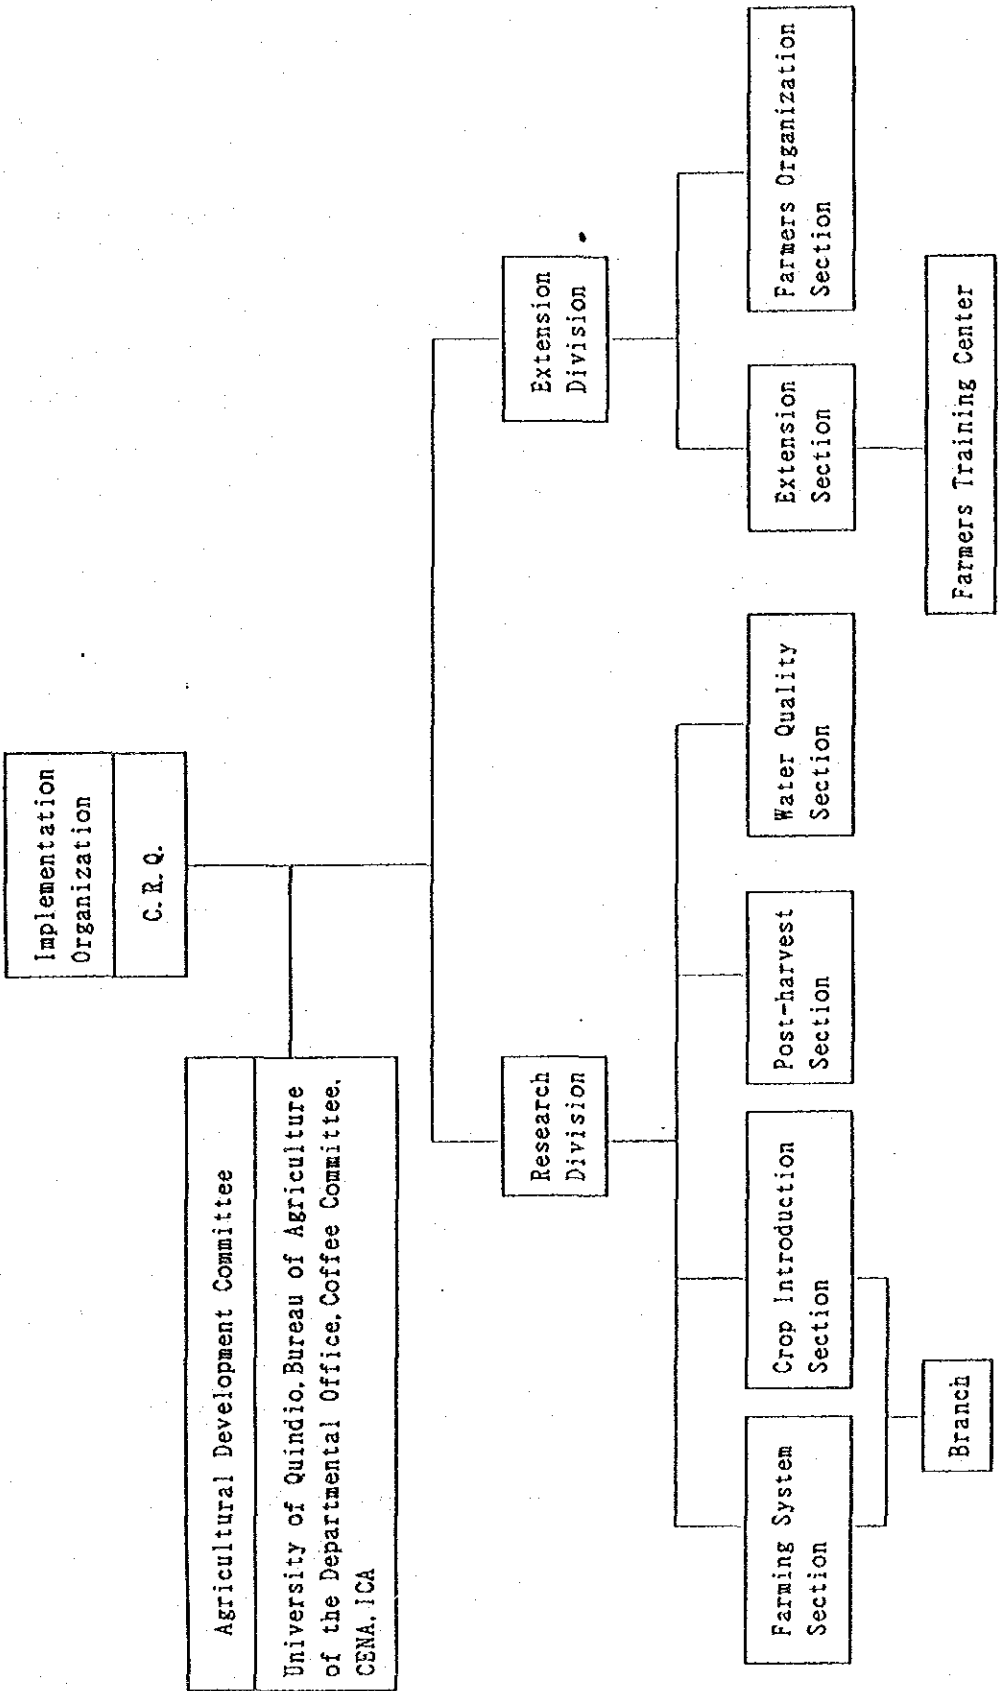 Implementation
Organization
C. R. Q.
Agricultural Development Committee
University of Quindio, Bureau of Agriculture
of the Departmental Office, Coffee Committee,
CENA, ICA
Research
Division
Extension
Division
Farming System
Section
Crop Introduction
Section
Post-harvest
Section
Water Quality
Section
Extension
Section
Farmers Organization
Section
Branch
Farmers Training Center